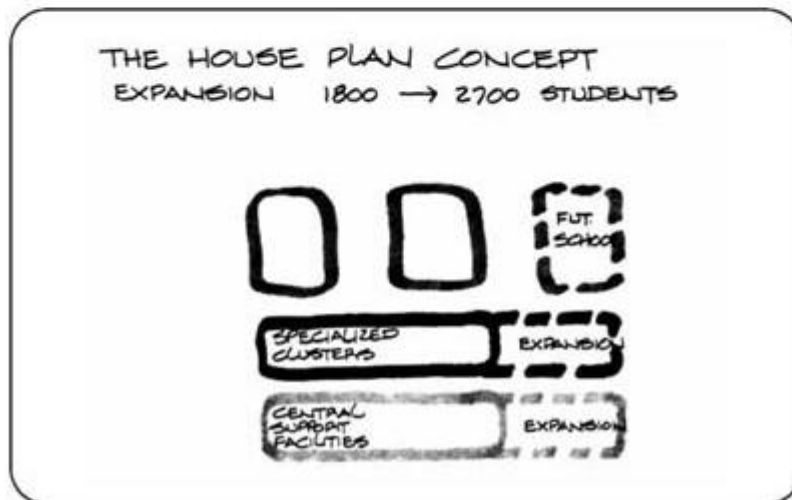 THE HOUSE PLAN CONCEPT
EXPANSION 1800 → 2700 STUDENTS
FUT.
SCHOOL
SPECIALIZED
CLUSTERS
EXPANSION
CENTRAL
SUPPORT
FACILITIES
EXPANSION